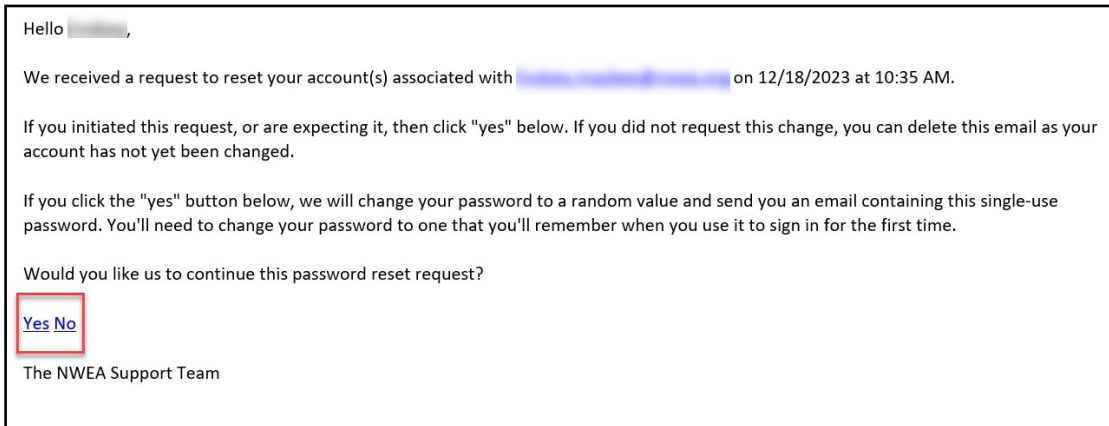 Hello ,
We received a request to reset your account(s) associated with on 12/18/2023 at 10:35 AM.
If you initiated this request, or are expecting it, then click "yes" below. If you did not request this change, you can delete this email as your
account has not yet been changed.
If you click the "yes" button below, we will change your password to a random value and send you an email containing this single-use
password. You'll need to change your password to one that you'll remember when you use it to sign in for the first time.
Would you like us to continue this password reset request?
Yes No
The NWEA Support Team